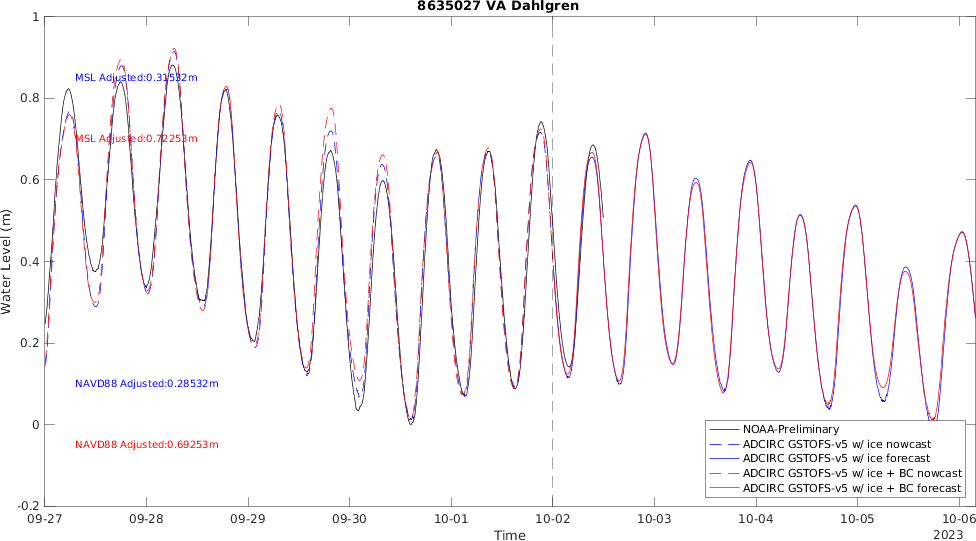 8635027 VA Dahlgren
1
0.8
0.6
0.4
0.2
0
-0.2
Water Level (m)
MSL Adjusted:0.31532m
MSL Adjusted:0.72253m
NAVD88 Adjusted:0.28532m
NAVD88 Adjusted:0.69253m
NOAA-Preliminary
ADCIRC GSTOFS-v5 w/ ice nowcast
ADCIRC GSTOFS-v5 w/ ice forecast
ADCIRC GSTOFS-v5 w/ ice + BC nowcast
ADCIRC GSTOFS-v5 w/ ice + BC forecast
09-27 09-28 09-29 09-30 10-01 10-02 10-03 10-04 10-05 10-06
Time
2023